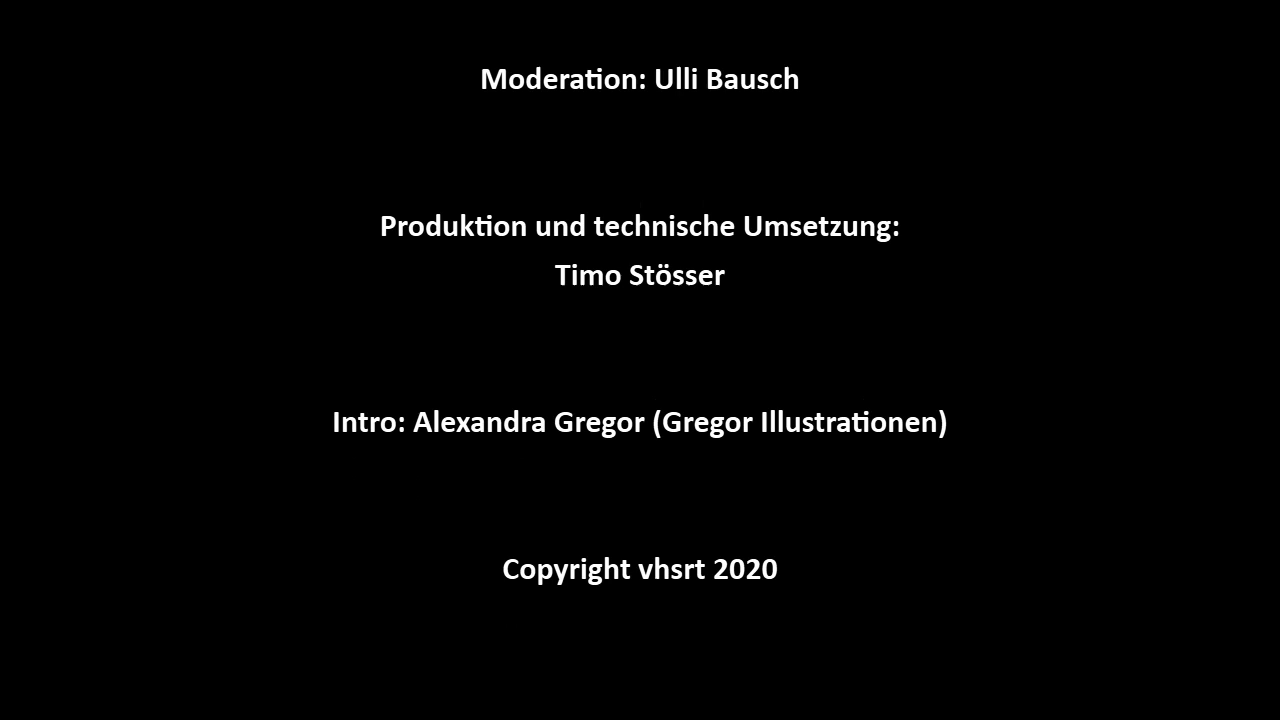 Moderation: Ulli Bausch
Produktion und technische Umsetzung:
Timo Stösser
Intro: Alexandra Gregor (Gregor Illustrationen)
Copyright vhsrt 2020